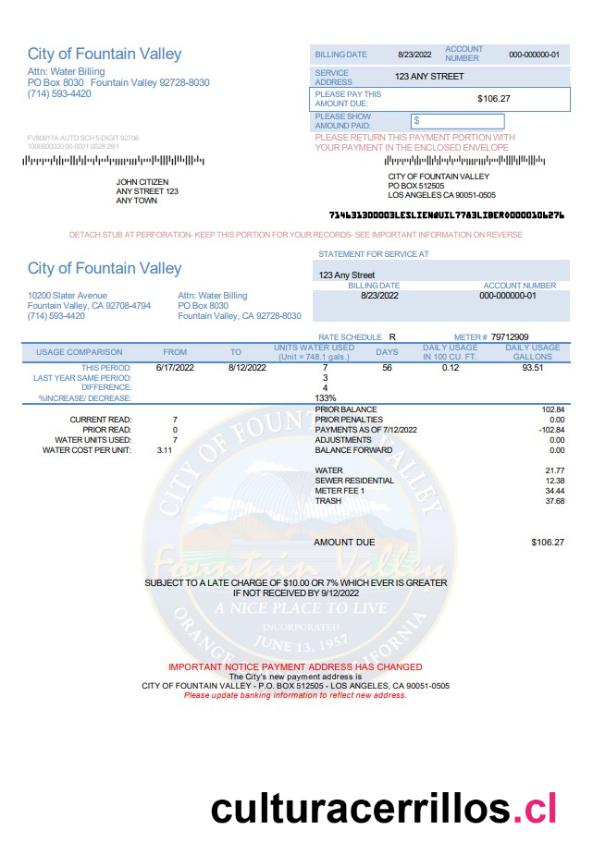 City of Fountain Valley
Attn: Water Billing
PO Box 8030 Fountain Valley 92728-8030
(714) 593-4420
BILLING DATE 8/23/2022 ACCOUNT NUMBER 000-000000-01
SERVICE ADDRESS 123 ANY STREET
PLEASE PAY THIS AMOUNT DUE: $106.27
PLEASE SHOW AMOUND PAID: $
PLEASE RETURN THIS PAYMENT PORTION WITH
YOUR PAYMENT IN THE ENCLOSED ENVELOPE
FV80817A AUTO SCH 5-DIGIT 92708
JOHN CITIZEN
ANY STREET 123
ANY TOWN
CITY OF FOUNTAIN VALLEY
PO BOX 512505
LOS ANGELES CA 90051-0505
DETACH STUB AT PERFORATION- KEEP THIS PORTION FOR YOUR RECORDS- SEE IMPORTANT INFORMATION ON REVERSE
City of Fountain Valley
10200 Slater Avenue
Fountain Valley, CA 92708-4794
(714) 593-4420
Attn: Water Billing
PO Box 8030
Fountain Valley, CA 92728-8030
STATEMENT FOR SERVICE AT
123 Any Street
BILLING DATE ACCOUNT NUMBER
8/23/2022 000-000000-01
RATE SCHEDULE R METER # 79712909
USAGE COMPARISON FROM TO UNITS WATER USED (Unit = 748.1 gals.) DAYS DAILY USAGE IN 100 CU. FT. DAILY USAGE GALLONS
THIS PERIOD: 6/17/2022 8/12/2022 7 56 0.12 93.51
LAST YEAR SAME PERIOD: 3
DIFFERENCE: 4
%INCREASE/ DECREASE: 133%
CURRENT READ: 7
PRIOR READ: 0
WATER UNITS USED: 7
WATER COST PER UNIT: 3.11
PRIOR BALANCE 102.84
PRIOR PENALTIES 0.00
PAYMENTS AS OF 7/12/2022 -102.84
ADJUSTMENTS 0.00
BALANCE FORWARD 0.00
WATER 21.77
SEWER RESIDENTIAL 12.38
METER FEE 1 34.44
TRASH 37.68
AMOUNT DUE $106.27
CITY OF FOUNTAIN VALLEY
Fountain Valley
A NICE PLACE TO LIVE
INCORPORATED
JUNE 13, 1957
ORANGE CALIFORNIA
SUBJECT TO A LATE CHARGE OF $10.00 OR 7% WHICH EVER IS GREATER
IF NOT RECEIVED BY 9/12/2022
IMPORTANT NOTICE PAYMENT ADDRESS HAS CHANGED
The City's new payment address is
CITY OF FOUNTAIN VALLEY - P.O. BOX 512505 - LOS ANGELES, CA 90051-0505
Please update banking information to reflect new address.
culturacerrillos.cl